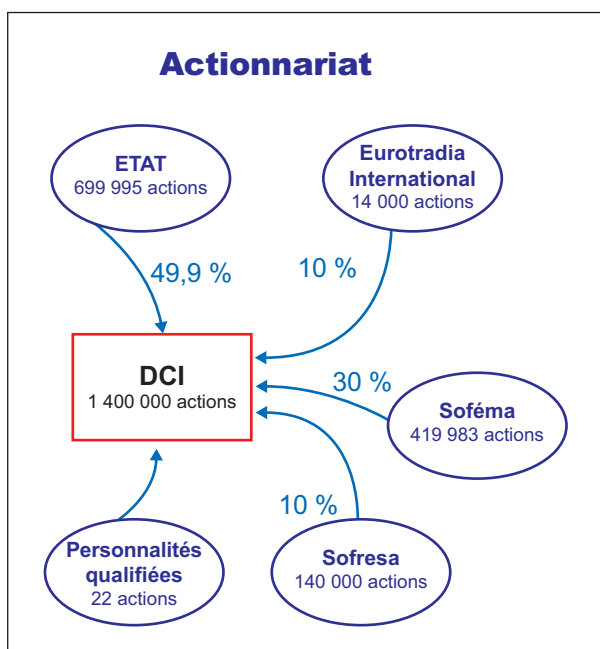 Actionnariat
ETAT
699 995 actions
Eurotradia
International
14 000 actions
49,9 %
10 %
DCI
1 400 000 actions
30 %
Soféma
419 983 actions
10 %
Personnalités
qualifiées
22 actions
Sofresa
140 000 actions